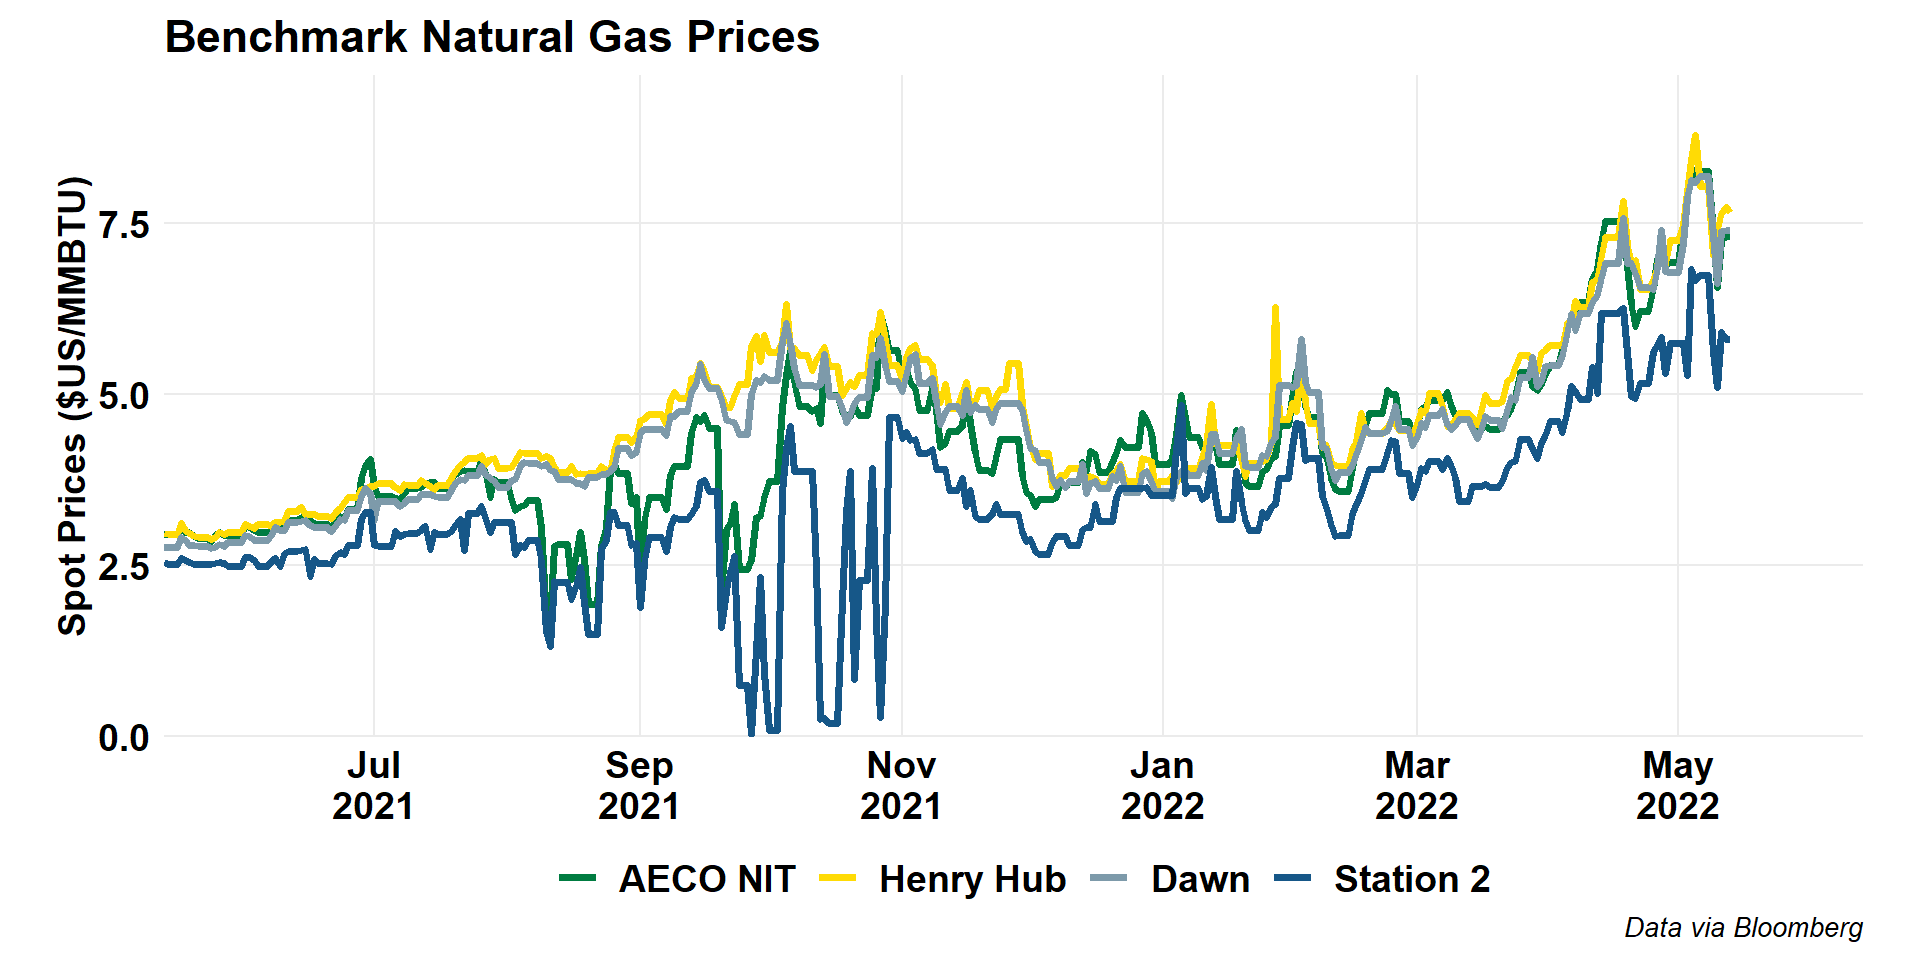 Benchmark Natural Gas Prices
Spot Prices ($US/MMBTU)
7.5
5.0
2.5
0.0
Jul Sep Nov Jan Mar May
2021 2021 2021 2022 2022 2022
AECO NIT Henry Hub Dawn Station 2
Data via Bloomberg